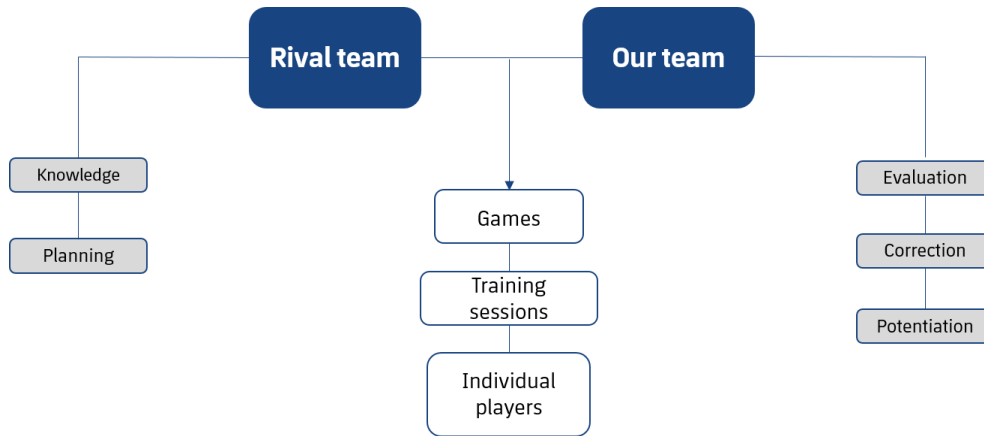 Rival team
Our team
Knowledge
Planning
Games
Training
sessions
Individual
players
Evaluation
Correction
Potentiation